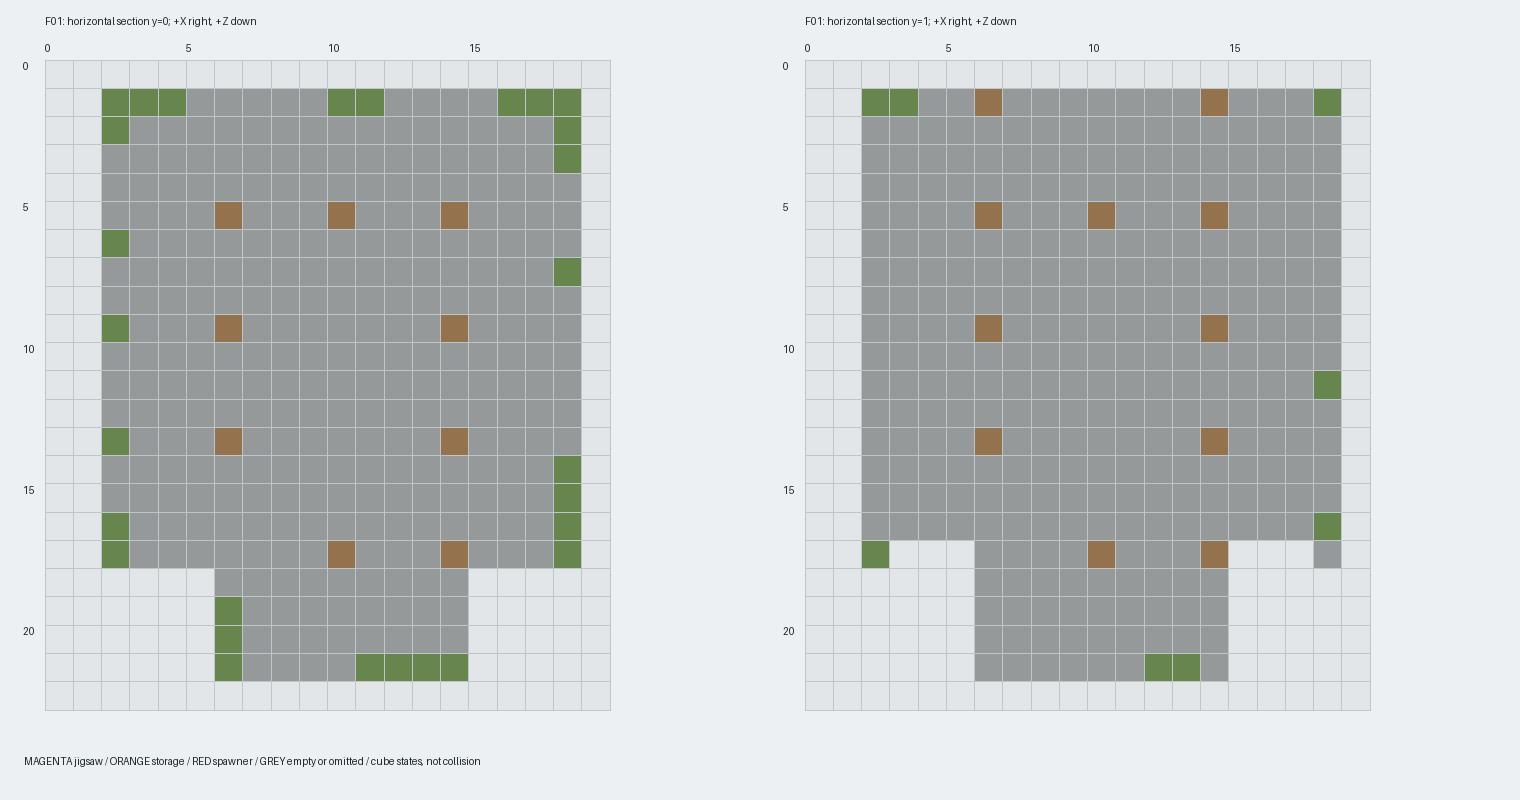 F01: horizontal section y=0; +X right, +Z down
F01: horizontal section y=1; +X right, +Z down
0 5 10 15
0 5 10 15
0
0
5
5
10
10
15
15
20
20
MAGENTA jigsaw / ORANGE storage / RED spawner / GREY empty or omitted / cube states, not collision